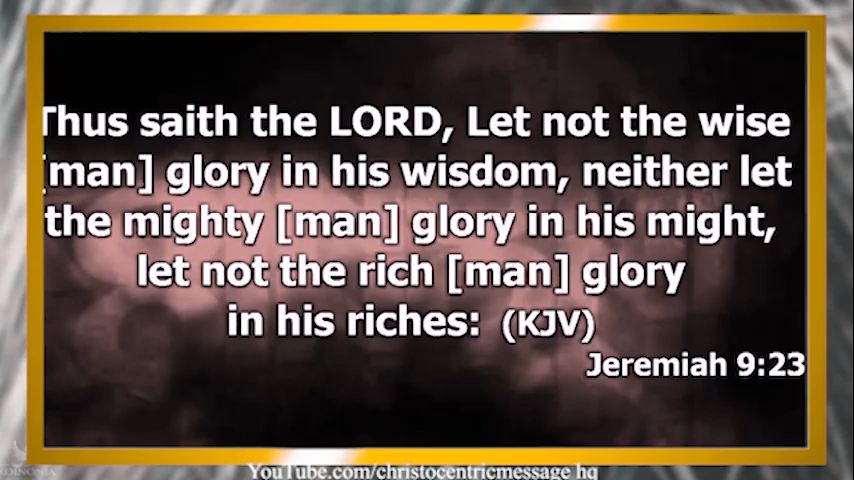 Thus saith the LORD, Let not the wise
[man] glory in his wisdom, neither let
the mighty [man] glory in his might,
let not the rich [man] glory
in his riches: (KJV)
Jeremiah 9:23
YouTube.com/christocentricmessage hq